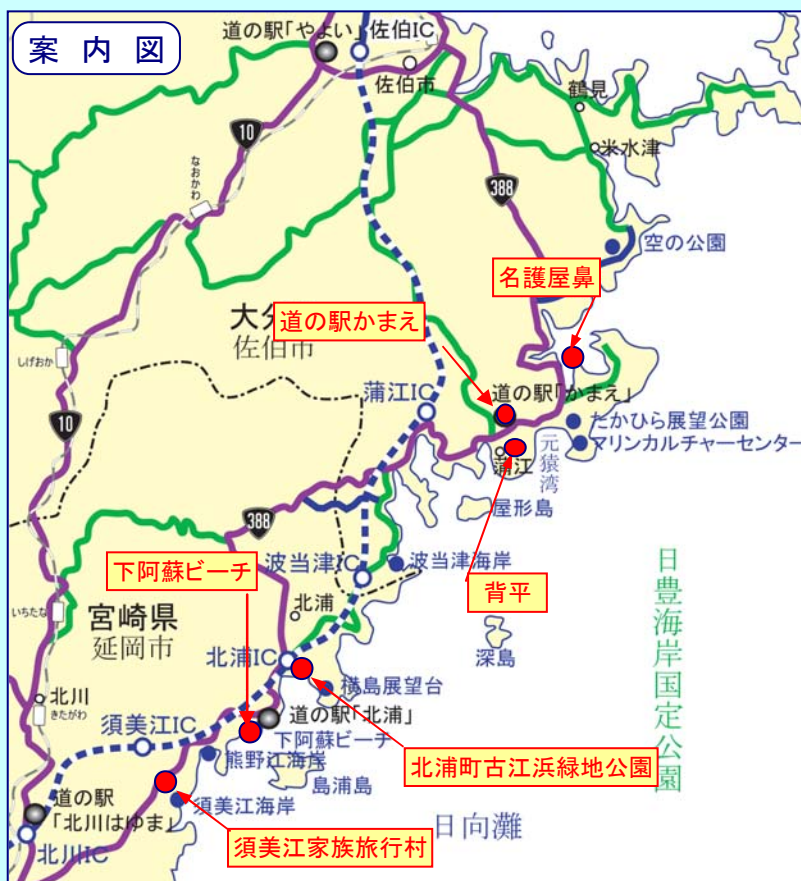 案内図
道の駅「やよい」
佐伯IC
佐伯市
鶴見
米水津
10
なおかわ
388
空の公園
名護屋鼻
道の駅かまえ
佐伯市
しげおか
蒲江IC
道の駅「かまえ」
たかひら展望公園
マリンカルチャーセンター
10
蒲江
元猿湾
屋形島
388
下阿蘇ビーチ
波当津IC
波当津海岸
背平
日豊海岸国定公園
いちたな
宮崎県
延岡市
北浦
深島
北浦IC
横島展望台
北川
きたがわ
須美江IC
道の駅「北浦」
下阿蘇ビーチ
熊野江海岸
島浦島
北浦町古江浜緑地公園
須美江海岸
道の駅
「北川はゆま」
日向灘
須美江家族旅行村
北川IC